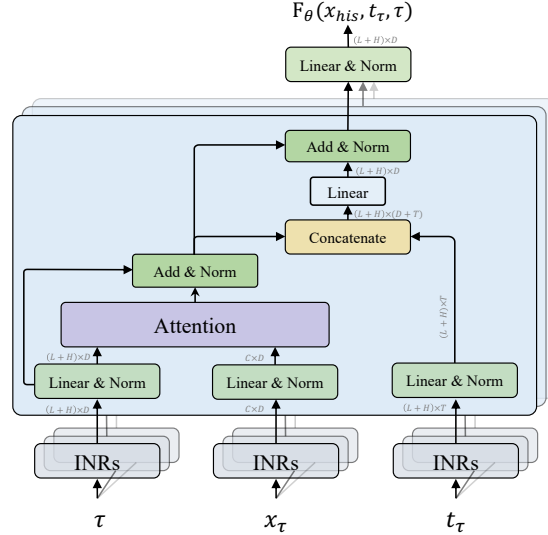 F_θ(x_his, t_τ, τ)
(L + H)×D
Linear & Norm
Add & Norm
(L + H)×D
Linear
(L + H)×(D + T)
Concatenate
Add & Norm
(L + H)×T
Attention
(L + H)×D
C×D
Linear & Norm
Linear & Norm
Linear & Norm
(L + H)×D
C×D
(L + H)×T
INRs
INRs
INRs
τ
x_τ
t_τ